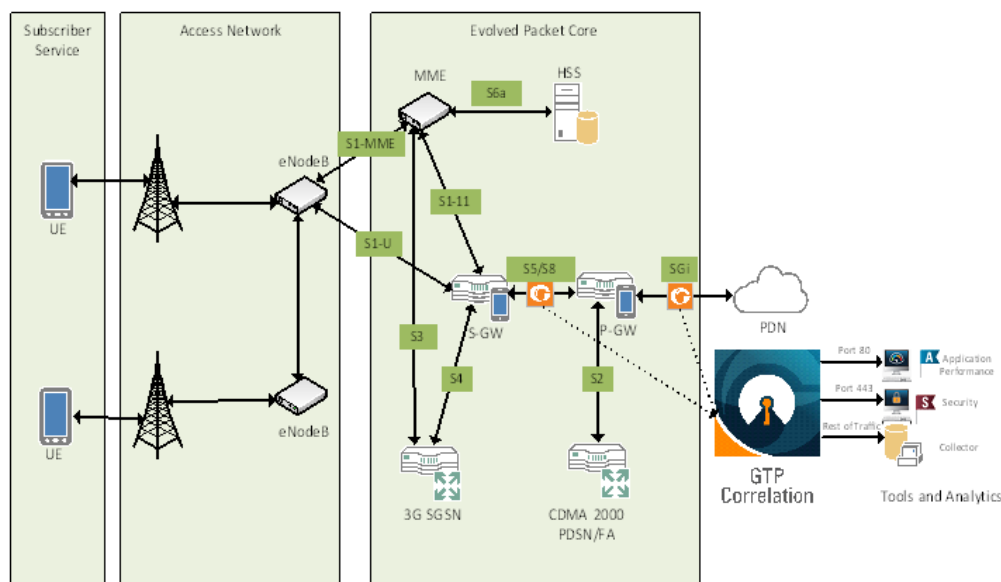 Subscriber
Service
Access Network
Evolved Packet Core
MME
HSS
S6a
S1-MME
eNodeB
S1-11
UE
S1-U
S5/S8
SGi
S-GW
P-GW
PDN
S3
S4
S2
Port 80
A
Application
Performance
Port 443
S
Security
Rest of Traffic
Collector
UE
eNodeB
GTP
Correlation
Tools and Analytics
3G SGSN
CDMA 2000
PDSN/FA